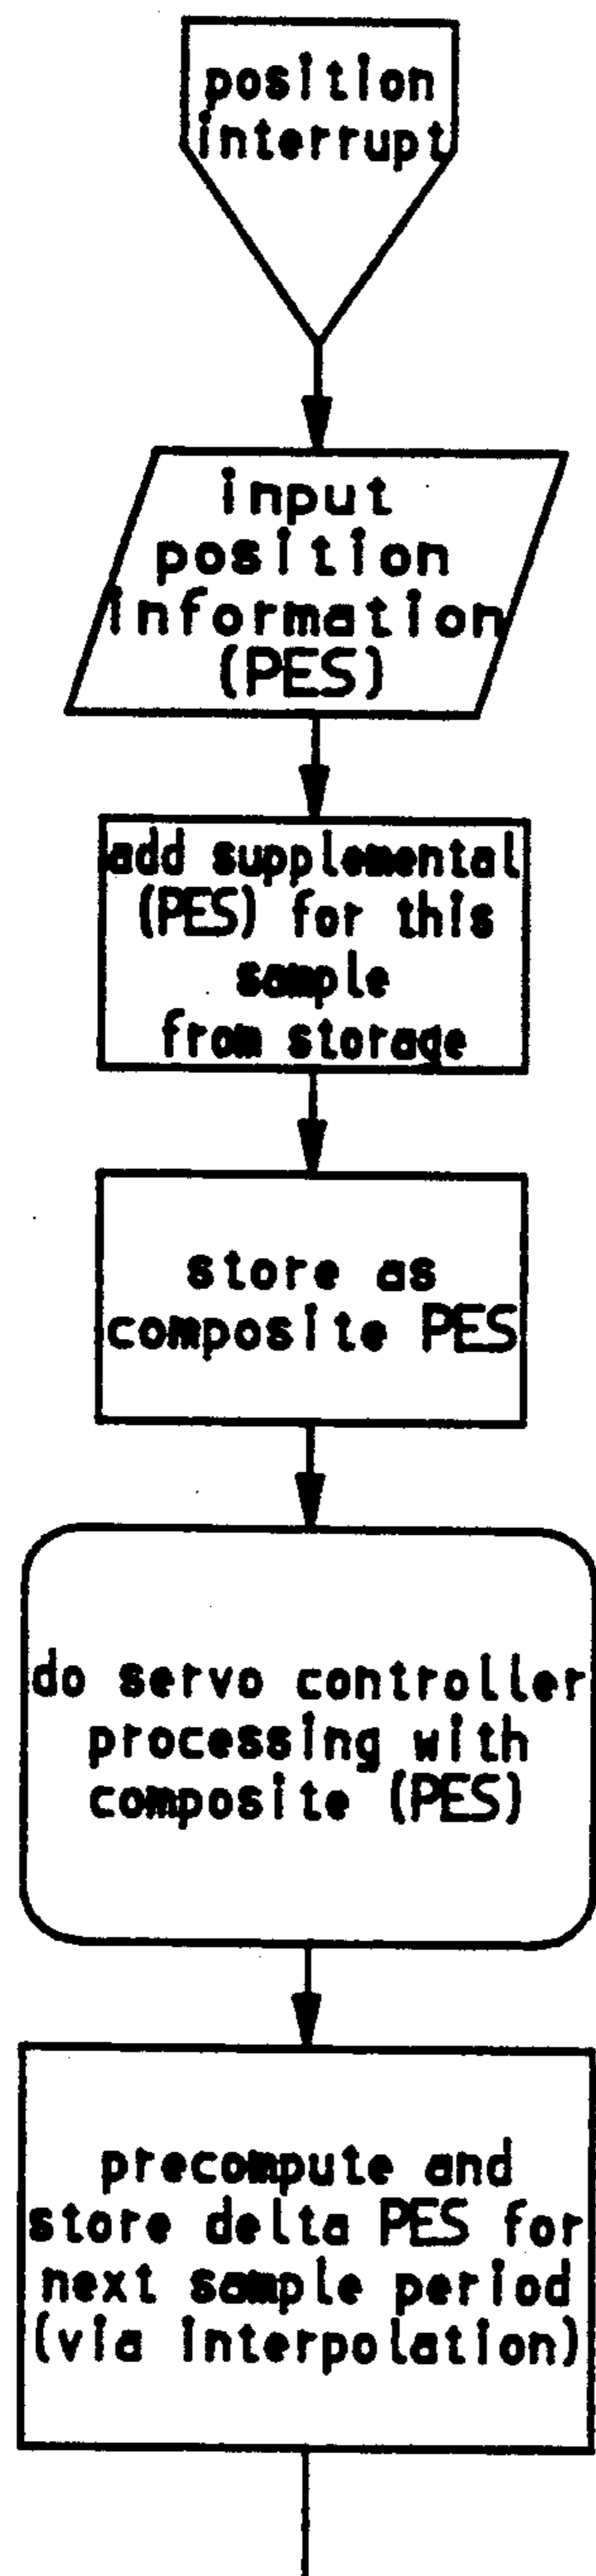 position
interrupt
input
position
information
(PES)
add supplemental
(PES) for this
sample
from storage
store as
composite PES
do servo controller
processing with
composite (PES)
precompute and
store delta PES for
next sample period
(via interpolation)